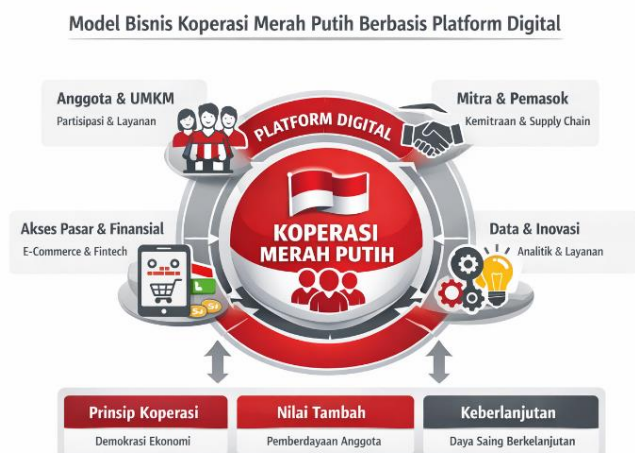 Model Bisnis Koperasi Merah Putih Berbasis Platform Digital
Anggota & UMKM
Partisipasi & Layanan
Mitra & Pemasok
Kemitraan & Supply Chain
PLATFORM DIGITAL
KOPERASI
MERAH PUTIH
Akses Pasar & Finansial
E-Commerce & Fintech
Data & Inovasi
Analitik & Layanan
Prinsip Koperasi
Demokrasi Ekonomi
Nilai Tambah
Pemberdayaan Anggota
Keberlanjutan
Daya Saing Berkelanjutan